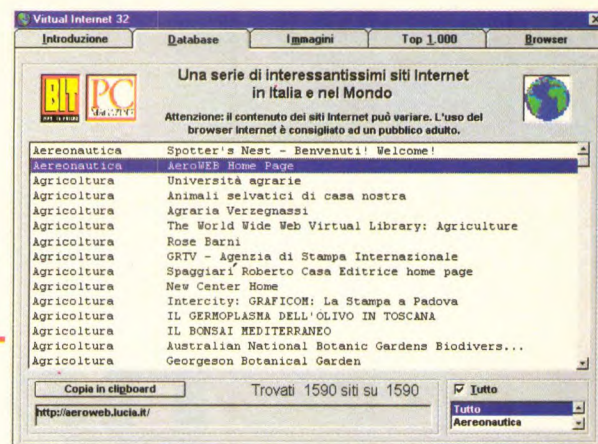 Virtual Internet 32
Introduzione Database Immagini Top 1.000 Browser
BIT
PC
MAGAZINE
Una serie di interessantissimi siti Internet
in Italia e nel Mondo
Attenzione: il contenuto dei siti Internet può variare. L'uso del
browser Internet è consigliato ad un pubblico adulto.
Aereonautica Spotter's Nest - Benvenuti! Welcome!
Aereonautica AeroWEB Home Page
Agricoltura Università agrarie
Agricoltura Animali selvatici di casa nostra
Agricoltura Agraria Verzegnassi
Agricoltura The World Wide Web Virtual Library: Agriculture
Agricoltura Rose Barni
Agricoltura GRTV - Agenzia di Stampa Internazionale
Agricoltura Spaggiari Roberto Casa Editrice home page
Agricoltura New Center Home
Agricoltura Intercity: GRAFICOM: La Stampa a Padova
Agricoltura IL GERMOPLASMA DELL'OLIVO IN TOSCANA
Agricoltura IL BONSAI MEDITERRANEO
Agricoltura Australian National Botanic Gardens Biodivers...
Agricoltura Georgeson Botanical Garden
Copia in clipboard Trovati 1590 siti su 1590 Tutto
http://aeroweb.lucia.it/
Tutto
Aereonautica